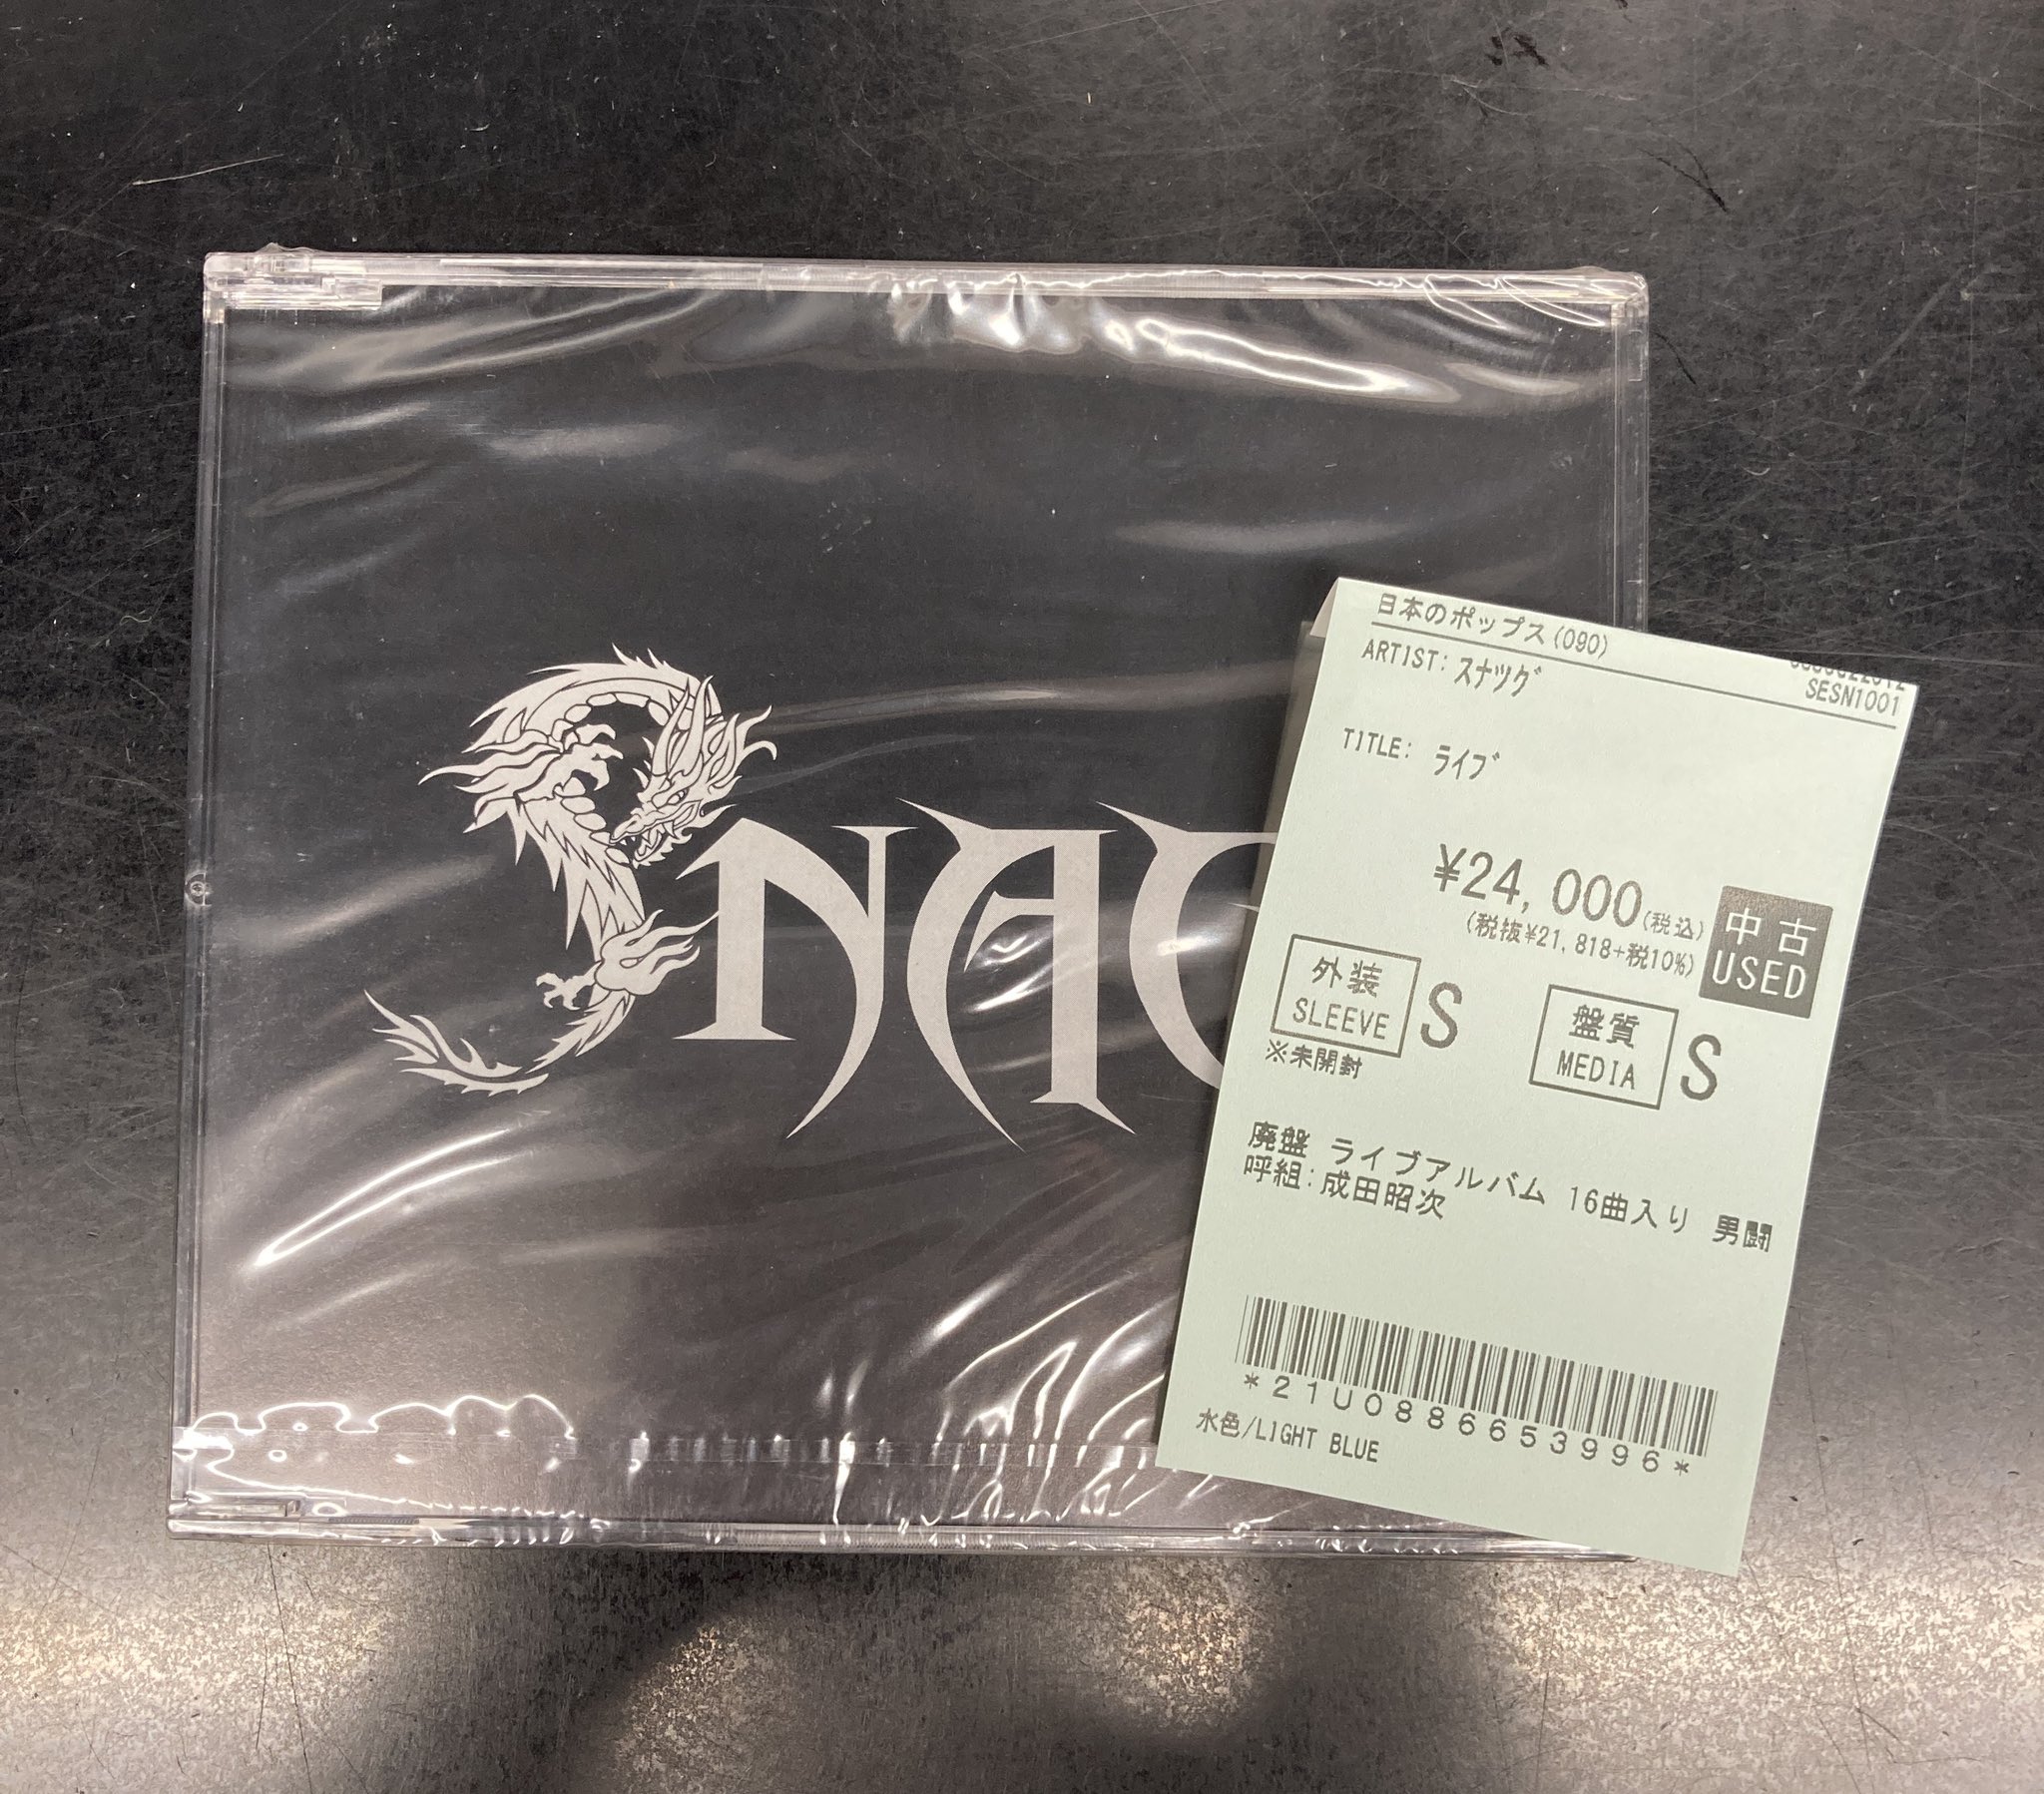 SNAG
日本のポップス(090)
SESN1001
ARTIST: スナッグ
TITLE: ライブ
¥24,000(税込)
(税抜¥21,818+税10%)
中古
USED
外装
SLEEVE
S
※未開封
盤質
MEDIA
S
廃盤 ライブアルバム 16曲入り 男闘
呼組:成田昭次
*21U0886653996*
水色/LIGHT BLUE